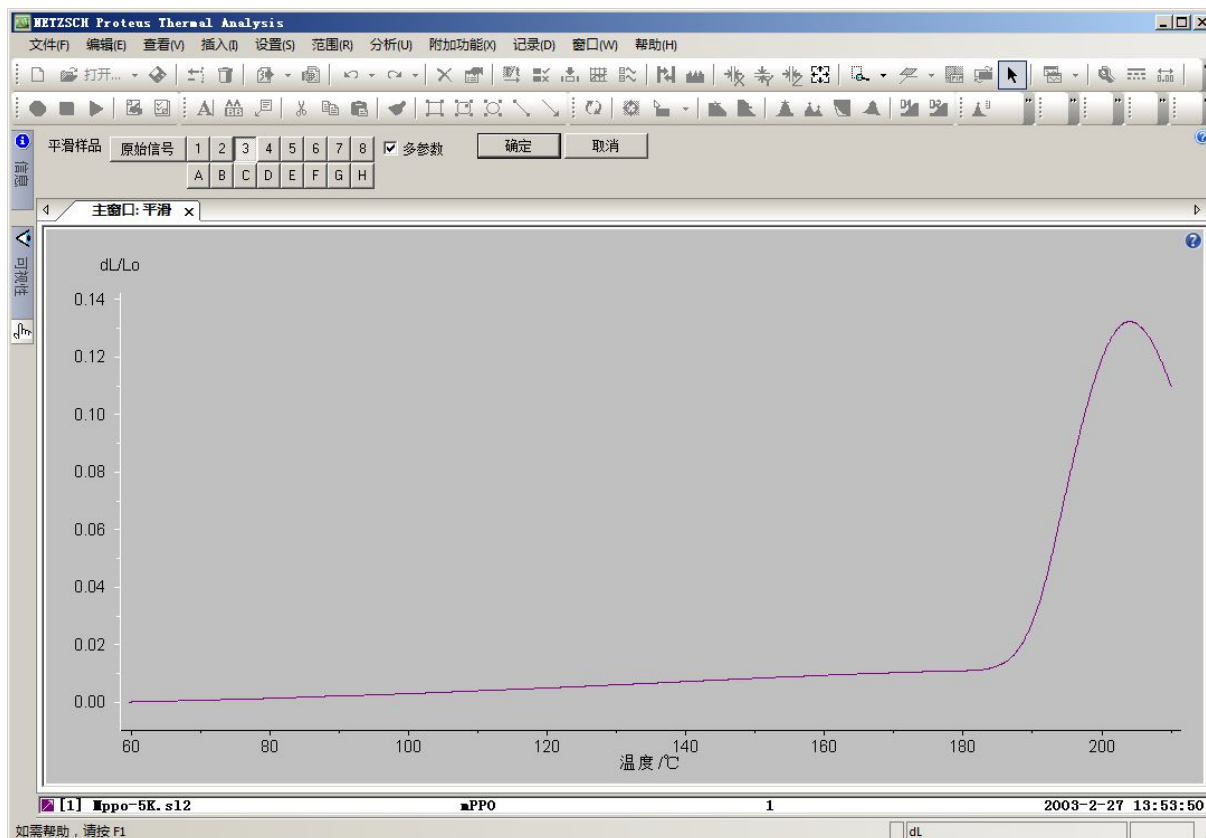 NETZSCH Proteus Thermal Analysis
文件(F) 编辑(E) 查看(V) 插入(I) 设置(S) 范围(R) 分析(U) 附加功能(X) 记录(D) 窗口(W) 帮助(H)
打开...
信息
平滑样品 原始信号 1 2 3 4 5 6 7 8 多参数 确定 取消
A B C D E F G H
主窗口: 平滑
可视性
dL/Lo
0.14
0.12
0.10
0.08
0.06
0.04
0.02
0.00
60 80 100 120 140 160 180 200
温度 /℃
[1] Mppo-5K.sl2 mPPO 1 2003-2-27 13:53:50
如需帮助，请按 F1 dL